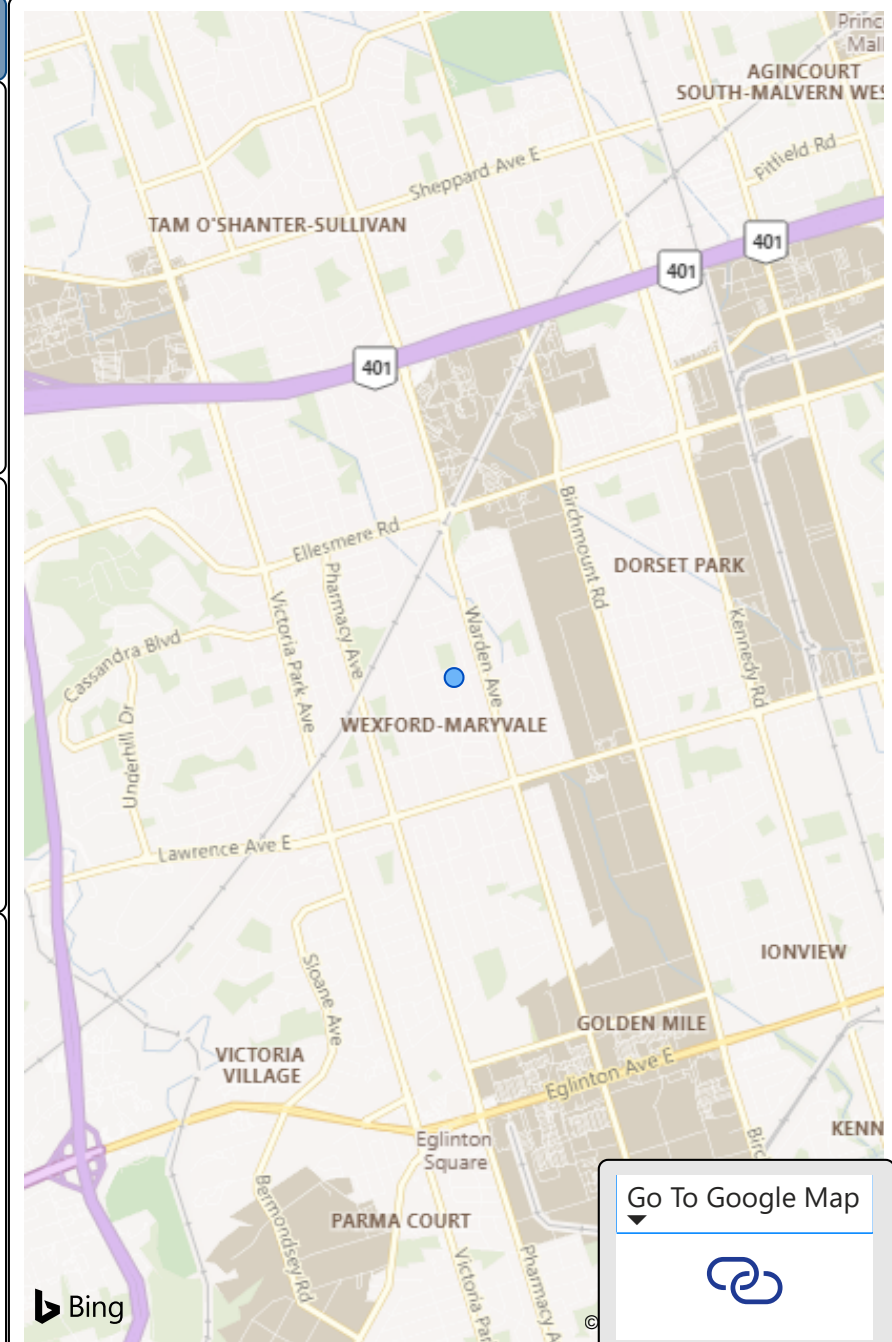 Princ
Mall
AGINCOURT
SOUTH-MALVERN WES
Pitfield Rd
Sheppard Ave E
TAM O'SHANTER-SULLIVAN
401
401
401
Ellesmere Rd
Birchmount Rd
DORSET PARK
Pharmacy Ave
Victoria Park Ave
Warden Ave
Kennedy Rd
Cassandra Blvd
WEXFORD-MARYVALE
Underhill Dr
Lawrence Ave E
IONVIEW
Sloane Ave
GOLDEN MILE
VICTORIA
VILLAGE
Eglinton Ave E
Eglinton
Square
Birc
KENN
Bermondsey Rd
PARMA COURT
Victoria Par
Pharmacy A
Go To Google Map
Bing
©